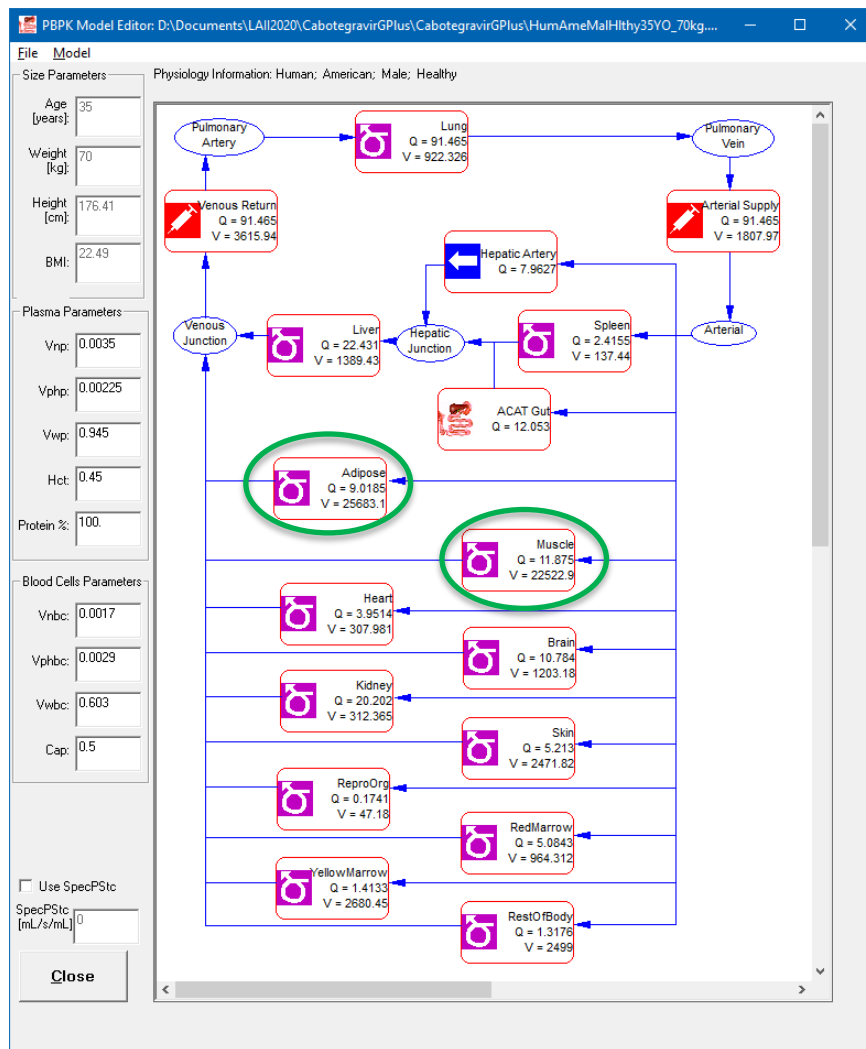 PBPK Model Editor: D:\Documents\LAII2020\CabotegravirGPlus\CabotegravirGPlus\HumAmeMalHlthy35YO_70kg....
File Model
Size Parameters
Physiology Information: Human; American; Male; Healthy
Age
[years]:
35
Weight
[kg]:
70
Height
[cm]:
176.41
BMI:
22.49
Plasma Parameters
Vnp:
0.0035
Vphp:
0.00225
Vwp:
0.945
Hct:
0.45
Protein %:
100.
Blood Cells Parameters
Vnbc:
0.0017
Vphbc:
0.0029
Vwbc:
0.603
Cap:
0.5
Use SpecPStc
SpecPStc
[mL/s/mL]
0
Close
Pulmonary
Artery
Lung
Q = 91.465
V = 922.326
Pulmonary
Vein
Venous Return
Q = 91.465
V = 3615.94
Arterial Supply
Q = 91.465
V = 1807.97
Hepatic Artery
Q = 7.9627
Venous
Junction
Liver
Q = 22.431
V = 1389.43
Hepatic
Junction
Spleen
Q = 2.4155
V = 137.44
Arterial
ACAT Gut
Q = 12.053
Adipose
Q = 9.0185
V = 25683.1
Muscle
Q = 11.875
V = 22522.9
Heart
Q = 3.9514
V = 307.981
Brain
Q = 10.784
V = 1203.18
Kidney
Q = 20.202
V = 312.365
Skin
Q = 5.213
V = 2471.82
ReproOrg
Q = 0.1741
V = 47.18
RedMarrow
Q = 5.0843
V = 964.312
YellowMarrow
Q = 1.4133
V = 2680.45
RestOfBody
Q = 1.3176
V = 2499